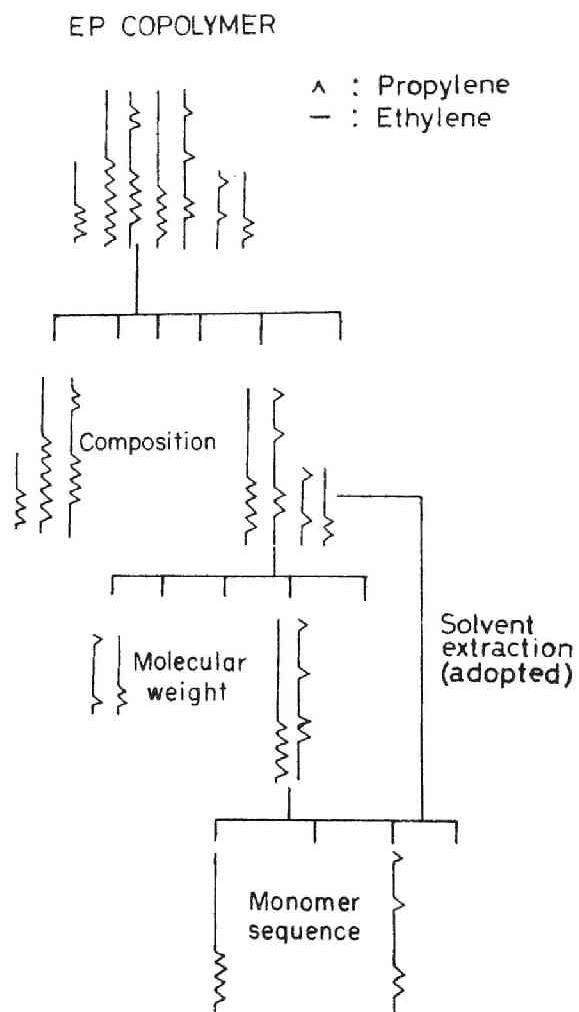 EP COPOLYMER
ʌ : Propylene
— : Ethylene
Composition
Molecular
weight
Solvent
extraction
(adopted)
Monomer
sequence